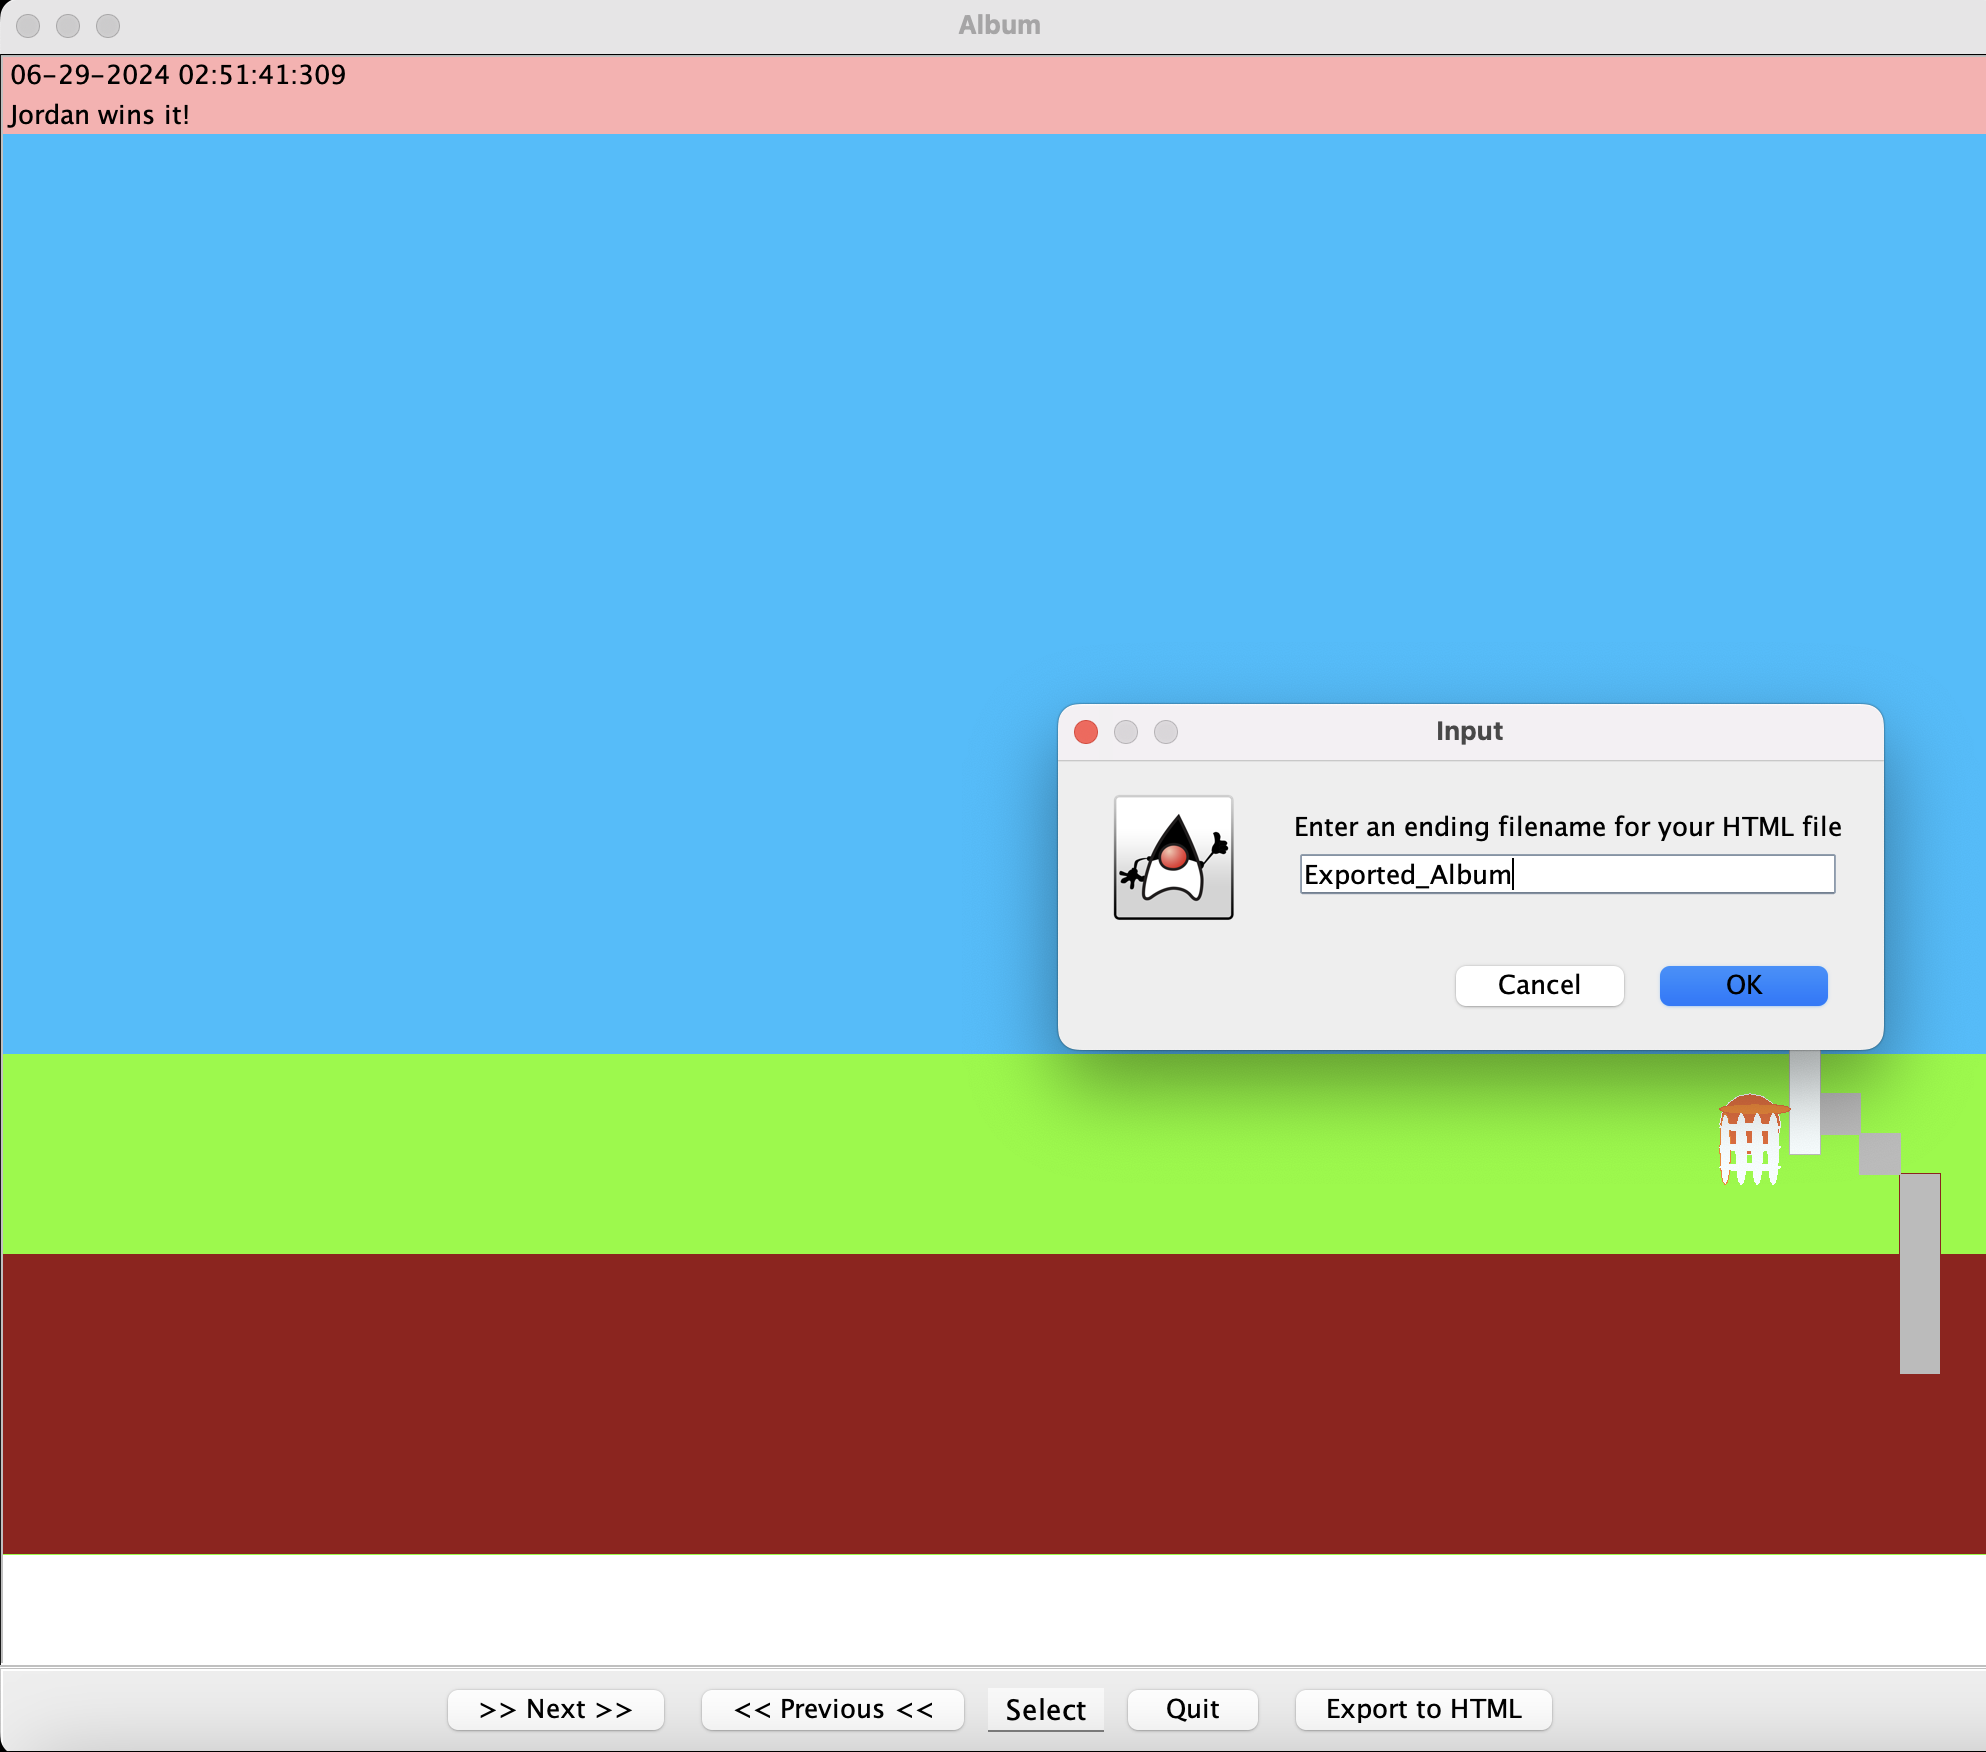 Album
06-29-2024 02:51:41:309
Jordan wins it!
Input
Enter an ending filename for your HTML file
Exported_Album
Cancel
OK
>> Next >>
<< Previous <<
Select
Quit
Export to HTML